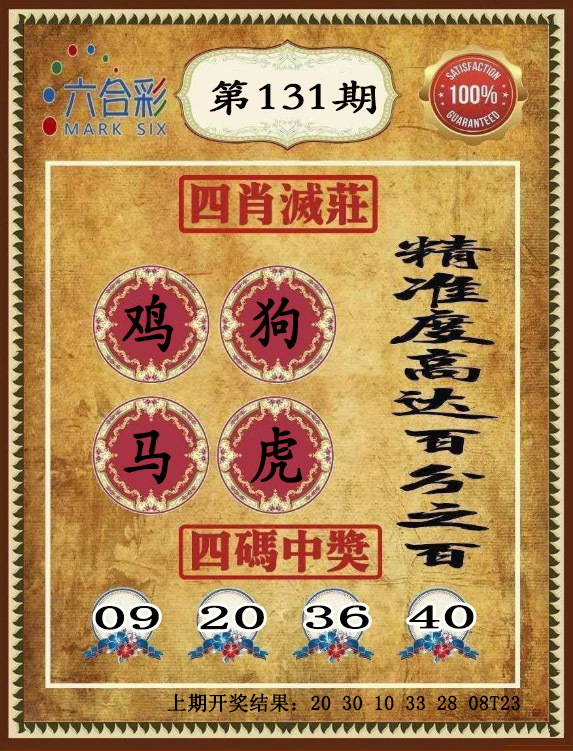 六合彩
MARK SIX
第131期
SATISFACTION
100%
GUARANTEED
四肖滅莊
鸡 狗
马 虎
精准度高达百分之百
四碼中獎
09 20 36 40
上期开奖结果：20 30 10 33 28 08T23